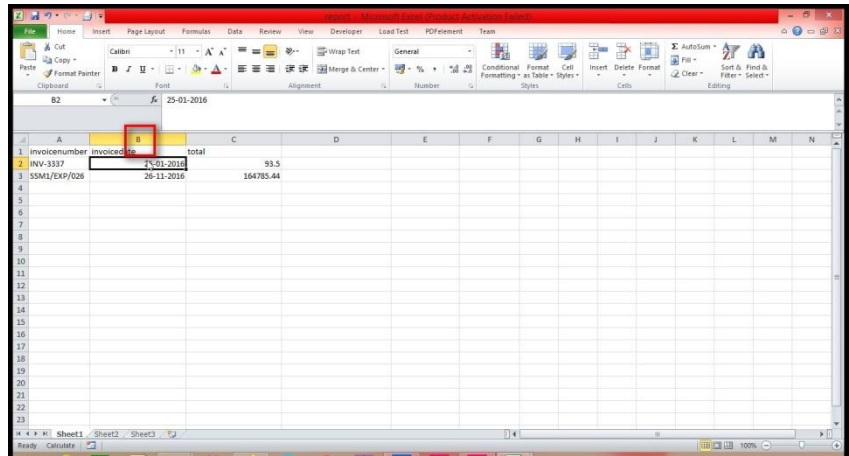 report - Microsoft Excel (Product Activation Failed)
File Home Insert Page Layout Formulas Data Review View Developer Load Test PDFelement Team
Cut
Copy
Format Painter
Paste
Clipboard
Calibri 11
B I U
Font
Wrap Text
Merge & Center
Alignment
General
% ,
Number
Conditional Formatting
Format as Table
Cell Styles
Styles
Insert Delete Format
Cells
Σ AutoSum
Fill
Clear
Sort & Filter
Find & Select
Editing
B2 fx 25-01-2016
A B C D E F G H I J K L M N
1 invoicenumber invoicedate total
2 INV-3337 25-01-2016 93.5
3 SSM1/EXP/026 26-11-2016 164785.44
4
5
6
7
8
9
10
11
12
13
14
15
16
17
18
19
20
21
22
23
Sheet1 Sheet2 Sheet3
Ready Calculate 100%